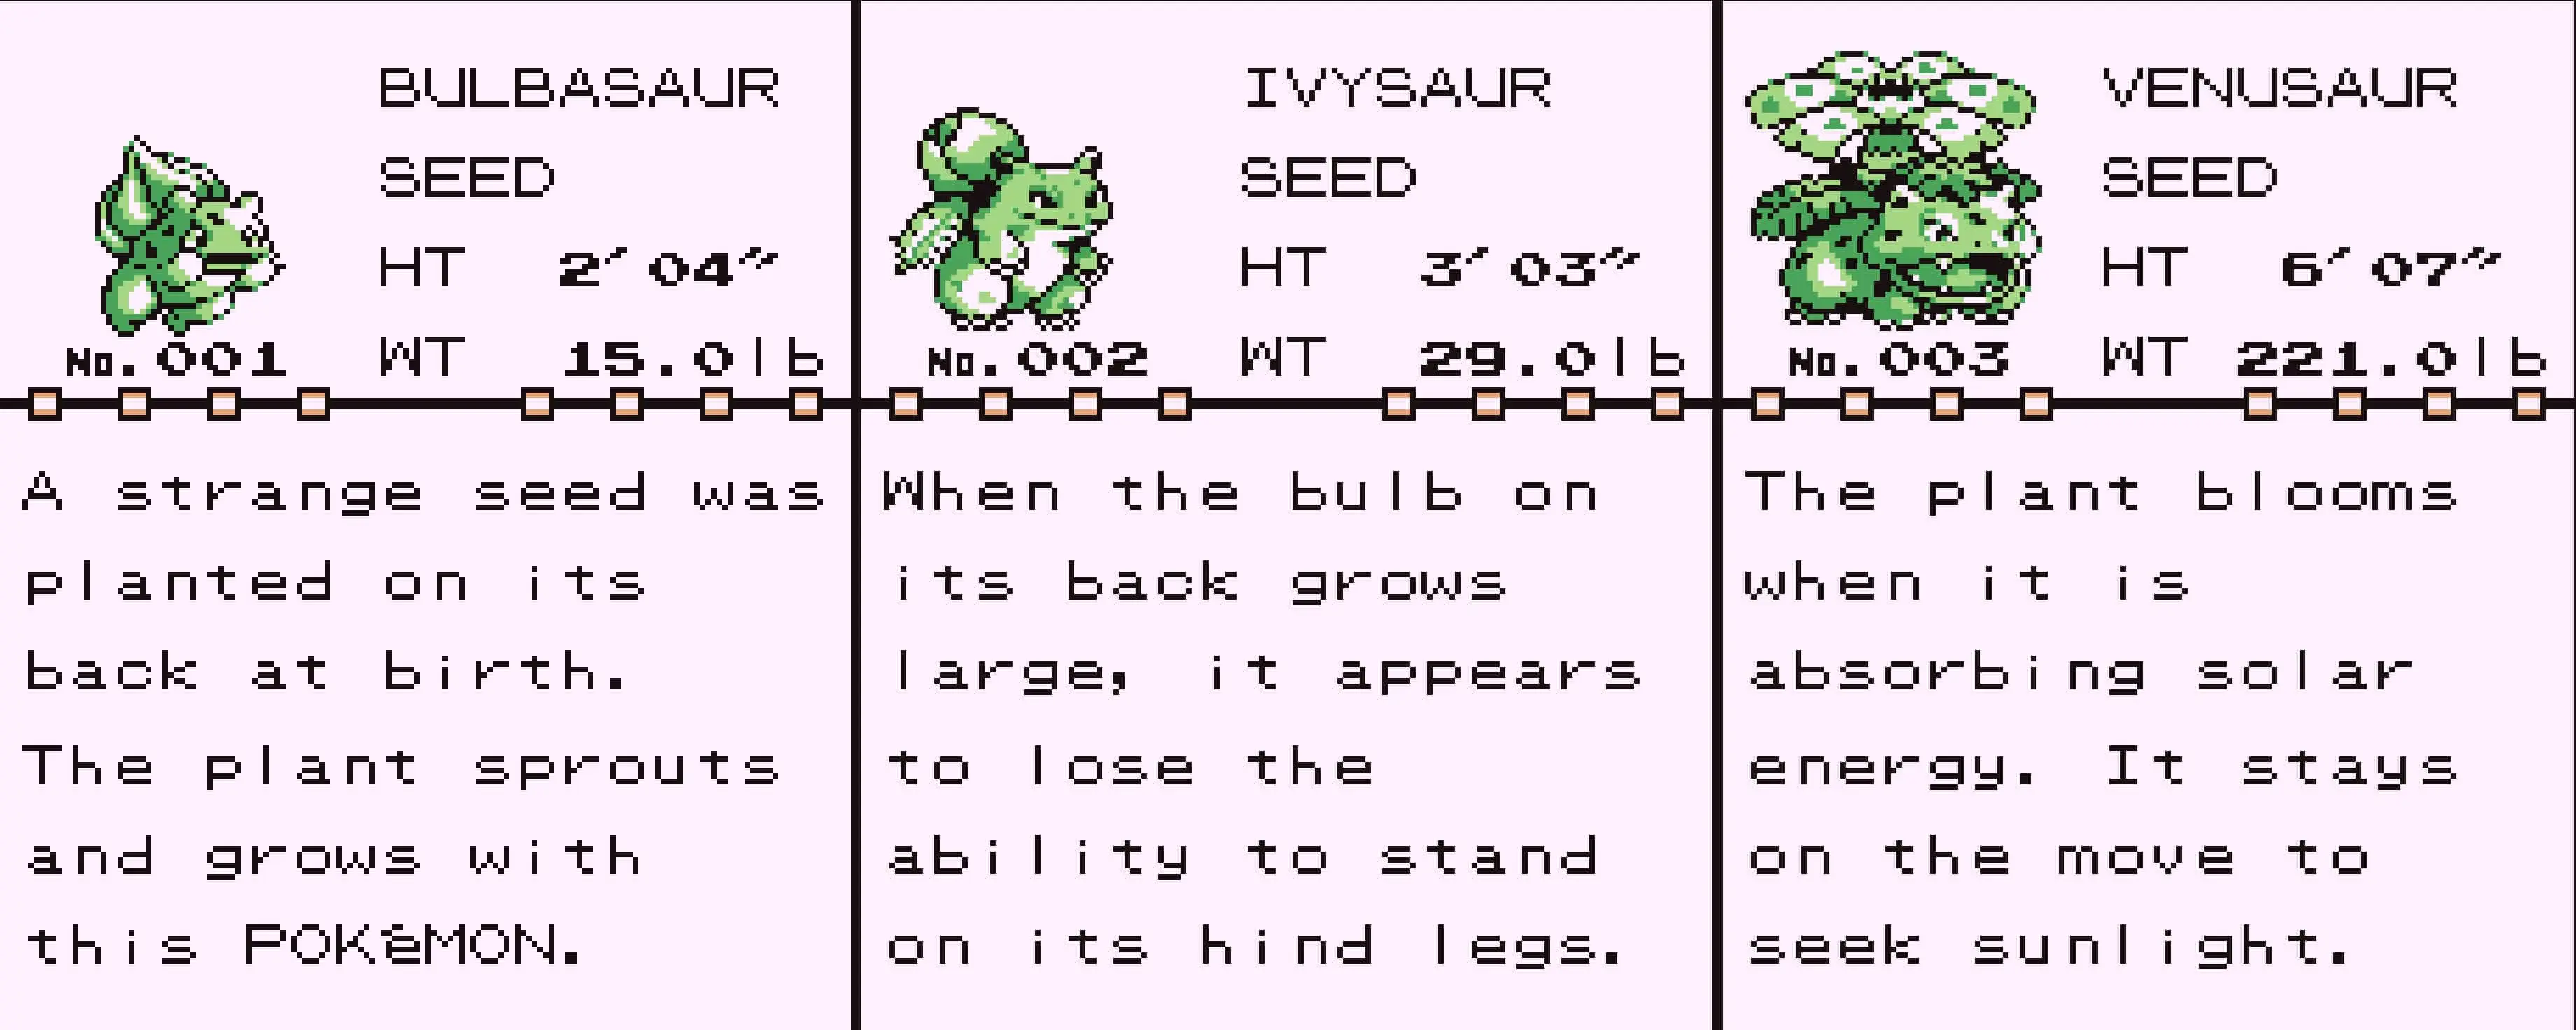 BULBASAUR
SEED
HT 2′04″
No.001 WT 15.0lb
A strange seed was
planted on its
back at birth.
The plant sprouts
and grows with
this POKéMON.
IVYSAUR
SEED
HT 3′03″
No.002 WT 29.0lb
When the bulb on
its back grows
large, it appears
to lose the
ability to stand
on its hind legs.
VENUSAUR
SEED
HT 6′07″
No.003 WT 221.0lb
The plant blooms
when it is
absorbing solar
energy. It stays
on the move to
seek sunlight.